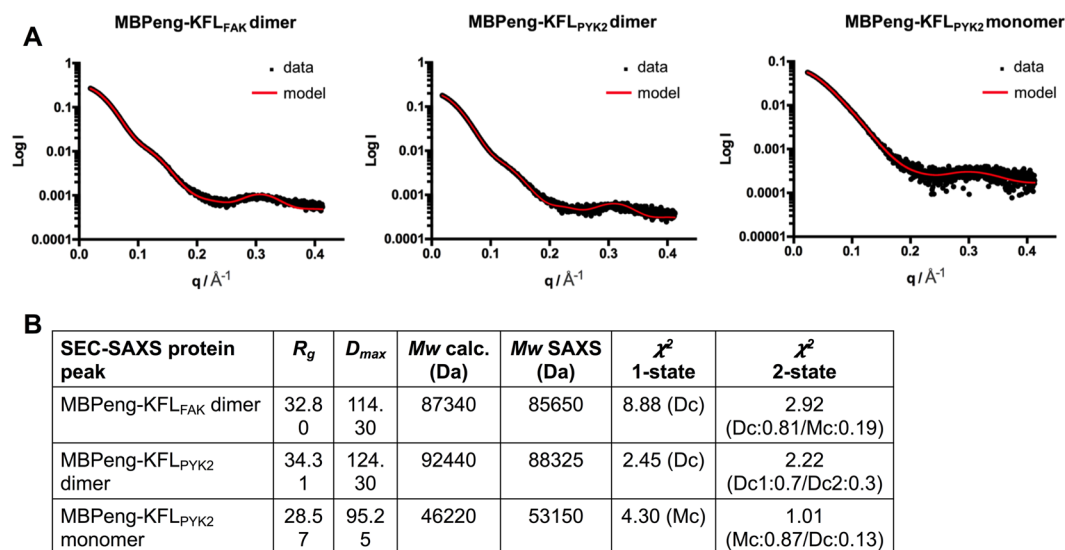 A
MBPeng-KFLFAK dimer
MBPeng-KFLPYK2 dimer
MBPeng-KFLPYK2 monomer
1
0.1
0.01
0.001
0.0001
Log I
data
model
0.0 0.1 0.2 0.3 0.4
q / Å-1
1
0.1
0.01
0.001
0.0001
Log I
data
model
0.0 0.1 0.2 0.3 0.4
q / Å-1
0.1
0.01
0.001
0.0001
0.00001
Log I
data
model
0.0 0.1 0.2 0.3 0.4
q / Å-1
B
SEC-SAXS protein peak Rg Dmax Mw calc. (Da) Mw SAXS (Da) χ2 1-state χ2 2-state
MBPeng-KFLFAK dimer 32.80 114.30 87340 85650 8.88 (Dc) 2.92 (Dc:0.81/Mc:0.19)
MBPeng-KFLPYK2 dimer 34.31 124.30 92440 88325 2.45 (Dc) 2.22 (Dc1:0.7/Dc2:0.3)
MBPeng-KFLPYK2 monomer 28.57 95.25 46220 53150 4.30 (Mc) 1.01 (Mc:0.87/Dc:0.13)